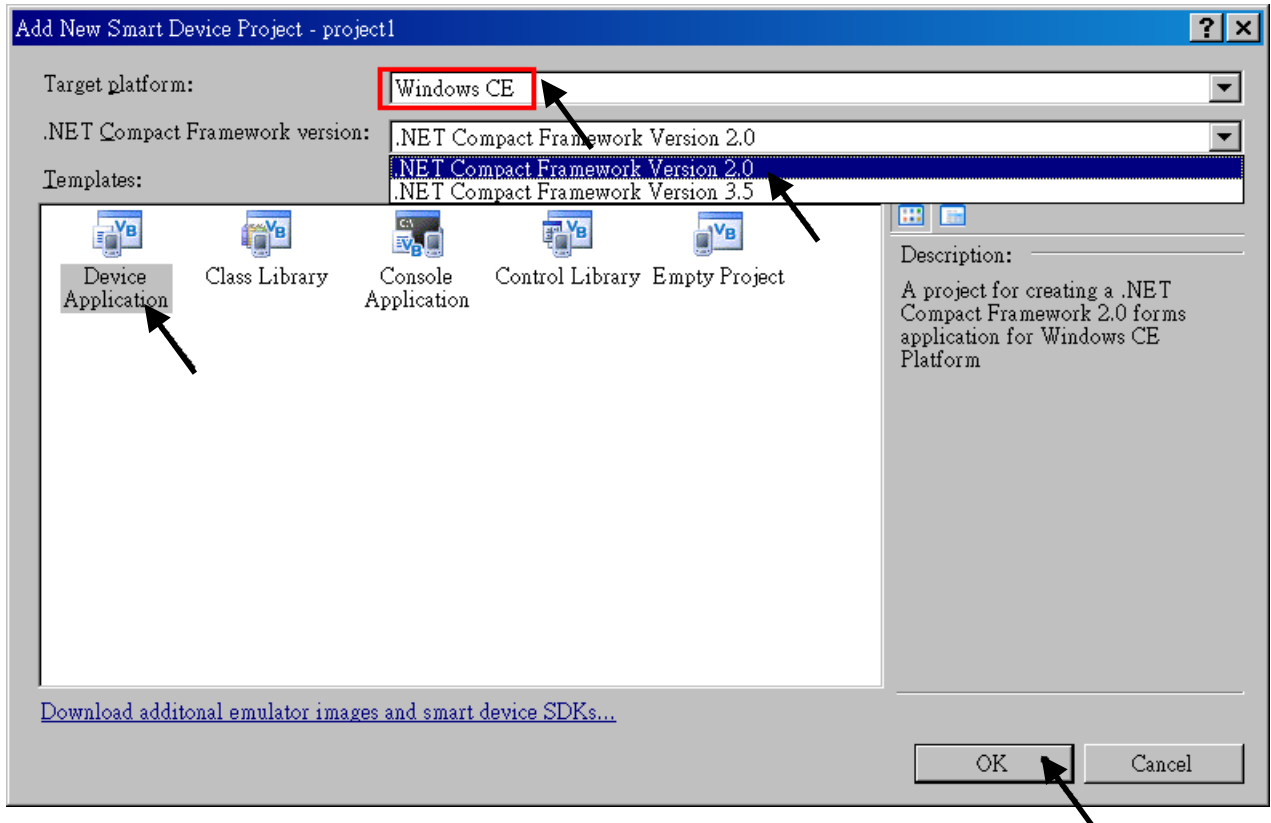 Add New Smart Device Project - project1
Target platform:
Windows CE
.NET Compact Framework version:
.NET Compact Framework Version 2.0
.NET Compact Framework Version 2.0
.NET Compact Framework Version 3.5
Templates:
Device Application
Class Library
Console Application
Control Library
Empty Project
Description:
A project for creating a .NET
Compact Framework 2.0 forms
application for Windows CE
Platform
Download additonal emulator images and smart device SDKs...
OK
Cancel